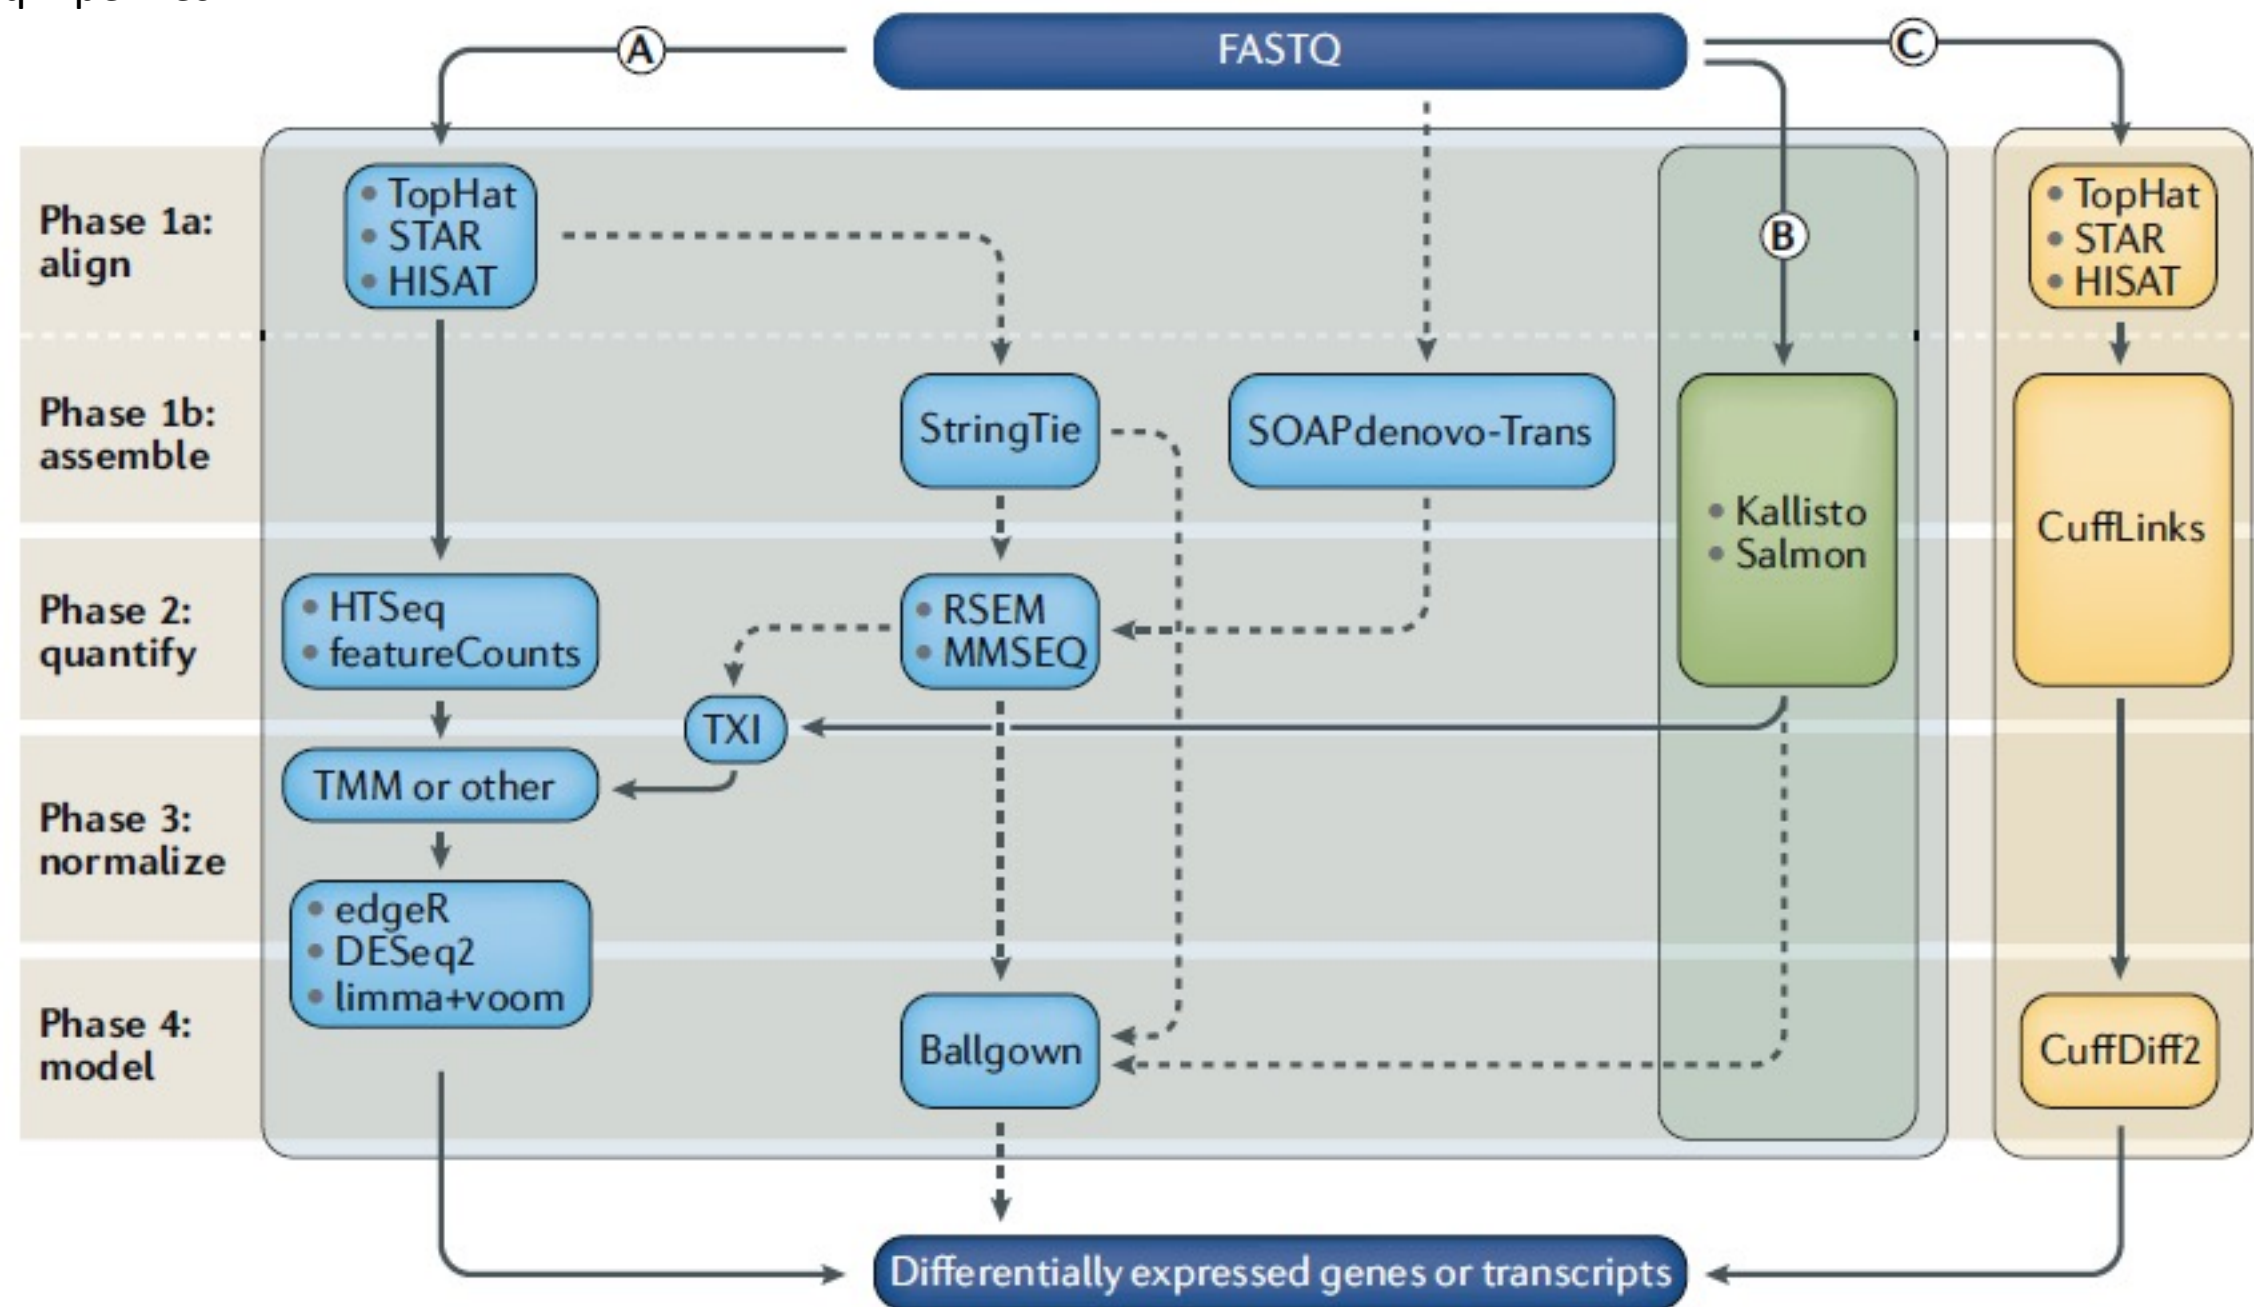 FASTQ
A
C
B
Phase 1a:
align
• TopHat
• STAR
• HISAT
• TopHat
• STAR
• HISAT
Phase 1b:
assemble
StringTie
SOAPdenovo-Trans
• Kallisto
• Salmon
CuffLinks
Phase 2:
quantify
• HTSeq
• featureCounts
• RSEM
• MMSEQ
TXI
Phase 3:
normalize
TMM or other
• edgeR
• DESeq2
• limma+voom
Phase 4:
model
Ballgown
CuffDiff2
Differentially expressed genes or transcripts